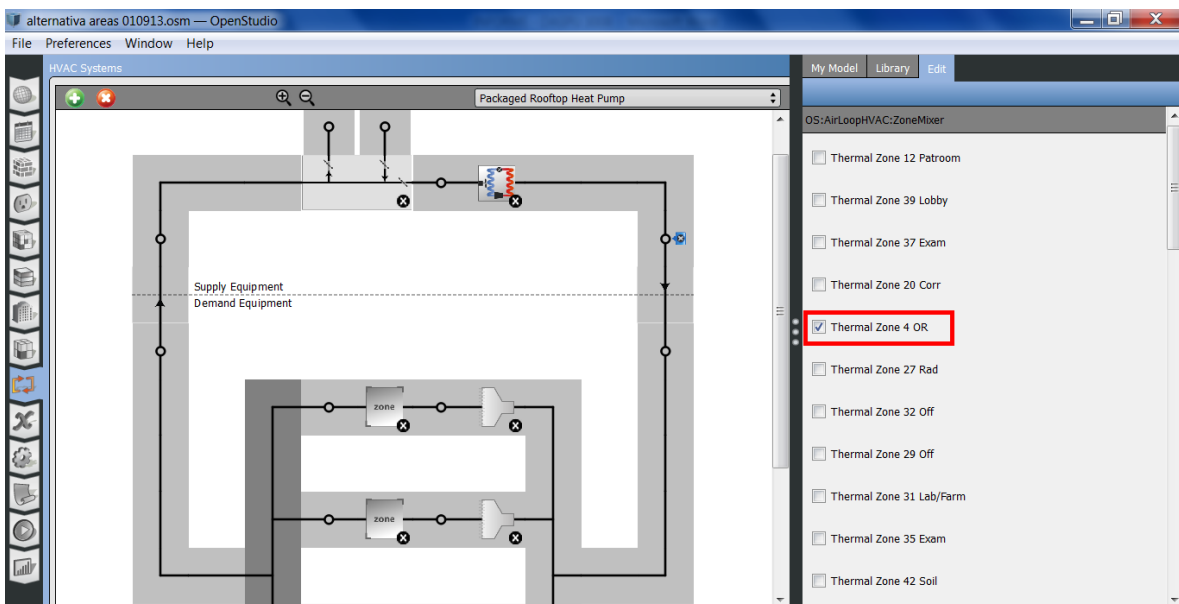 alternativa areas 010913.osm — OpenStudio
File Preferences Window Help
HVAC Systems
My Model Library Edit
Packaged Rooftop Heat Pump
OS:AirLoopHVAC:ZoneMixer
Thermal Zone 12 Patroom
Thermal Zone 39 Lobby
Thermal Zone 37 Exam
Thermal Zone 20 Corr
Supply Equipment
Demand Equipment
Thermal Zone 4 OR
Thermal Zone 27 Rad
zone
Thermal Zone 32 Off
Thermal Zone 29 Off
Thermal Zone 31 Lab/Farm
zone
Thermal Zone 35 Exam
Thermal Zone 42 Soil